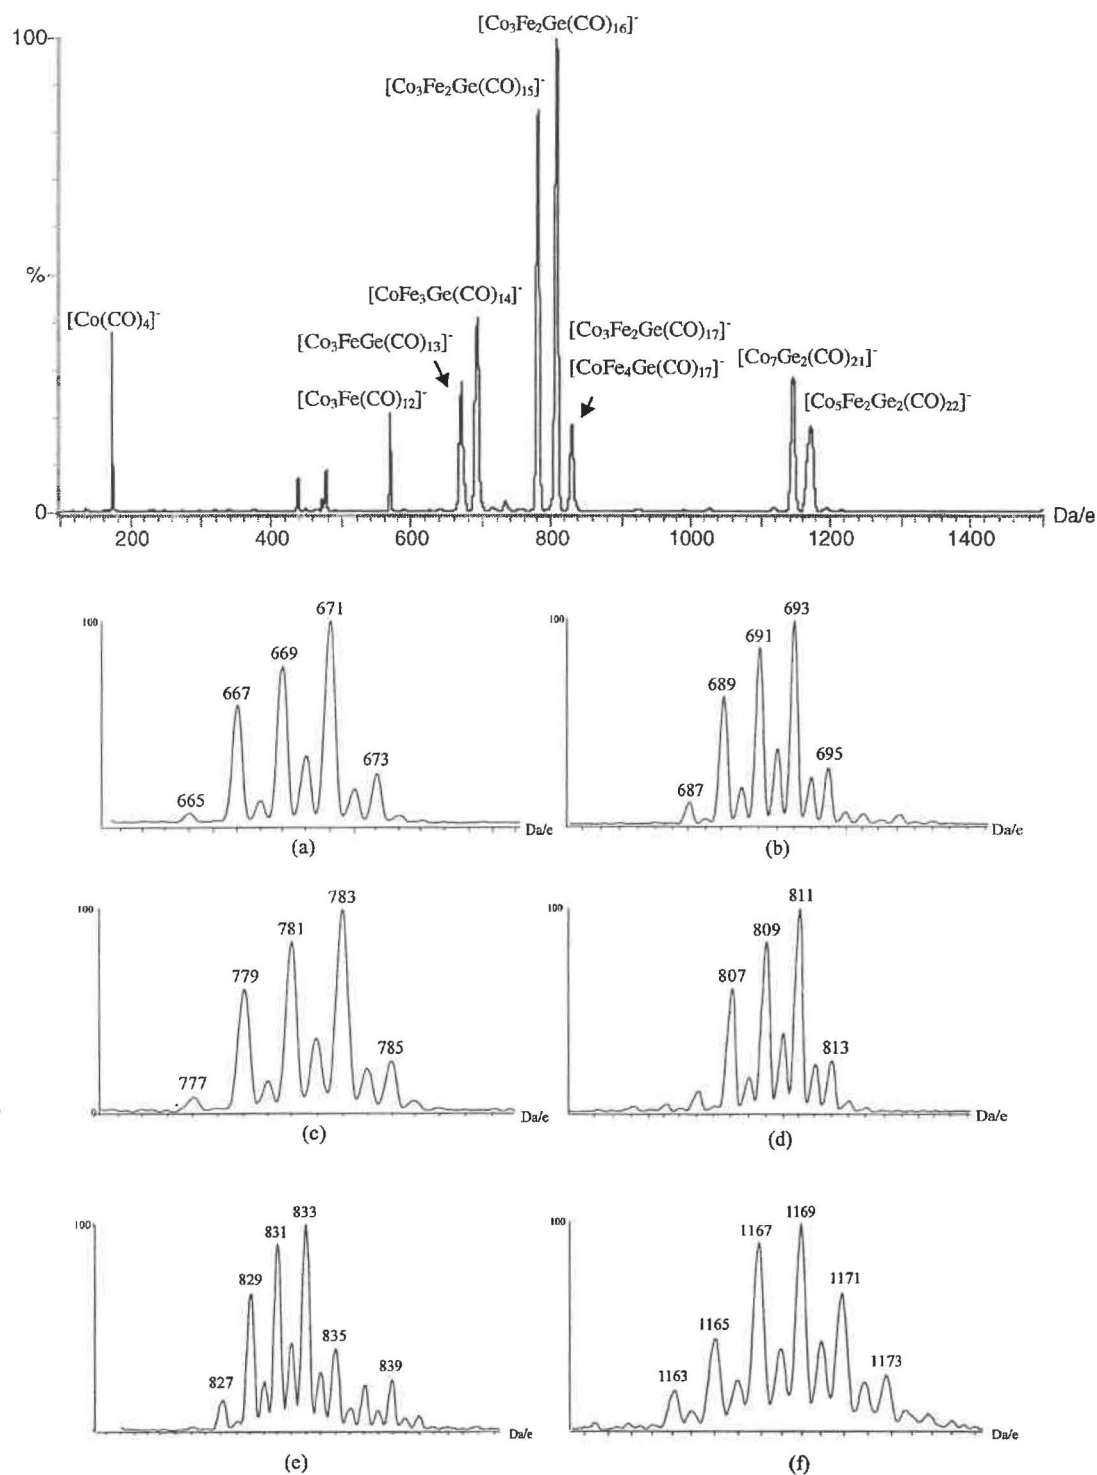 [Co₃Fe₂Ge(CO)₁₆]⁻
100
[Co₃Fe₂Ge(CO)₁₅]⁻
%
[CoFe₃Ge(CO)₁₄]⁻
[Co(CO)₄]⁻
[Co₃FeGe(CO)₁₃]⁻
[Co₃Fe₂Ge(CO)₁₇]⁻
[CoFe₄Ge(CO)₁₇]⁻
[Co₇Ge₂(CO)₂₁]⁻
[Co₃Fe(CO)₁₂]⁻
[Co₅Fe₂Ge₂(CO)₂₂]⁻
0
Da/e
200 400 600 800 1000 1200 1400
100
671
669
667
673
665
Da/e
(a)
100
693
691
689
695
687
Da/e
(b)
100
783
781
779
785
777
0
Da/e
(c)
100
811
809
807
813
Da/e
(d)
100
833
831
829
835
839
827
Da/e
(e)
100
1169
1167
1171
1165
1173
1163
Da/e
(f)